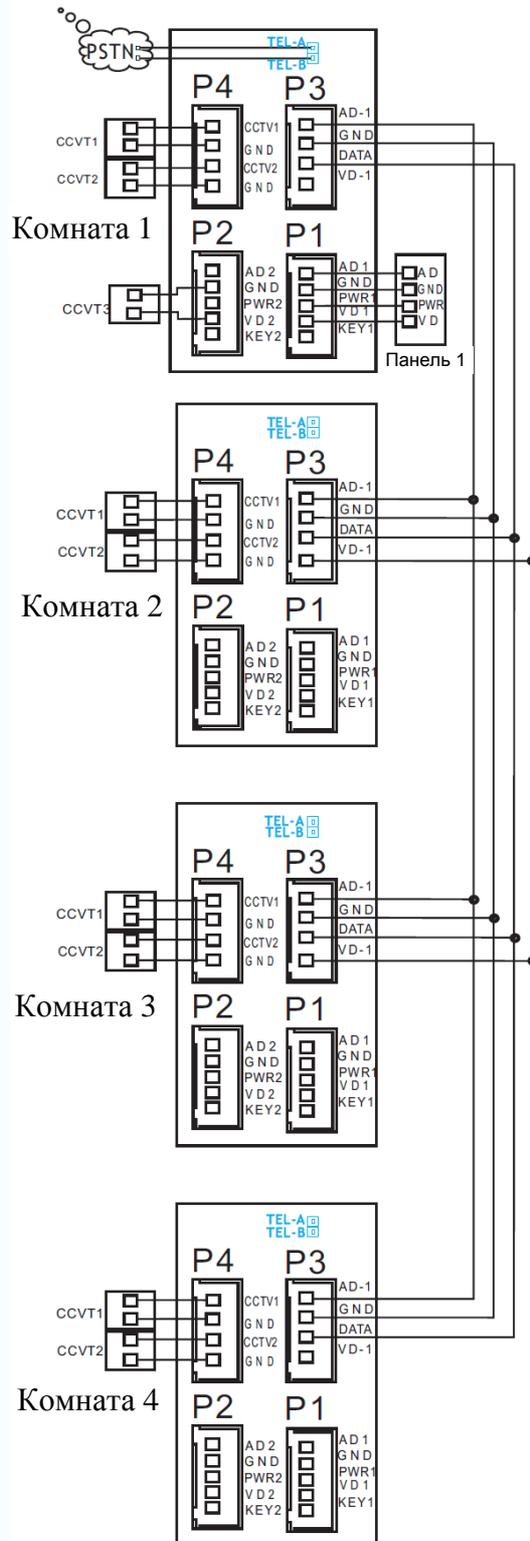 PSTN
TEL-A
TEL-B
P4
P3
CCTV1
GND
CCTV2
GND
AD-1
GND
DATA
VD-1
CCVT1
CCVT2
Комната 1
P2
P1
AD2
GND
PWR2
VD2
KEY2
AD1
GND
PWR1
VD1
KEY1
CCVT3
AD
GND
PWR
VD
Панель 1
TEL-A
TEL-B
P4
P3
CCTV1
GND
CCTV2
GND
AD-1
GND
DATA
VD-1
CCVT1
CCVT2
Комната 2
P2
P1
AD2
GND
PWR2
VD2
KEY2
AD1
GND
PWR1
VD1
KEY1
TEL-A
TEL-B
P4
P3
CCTV1
GND
CCTV2
GND
AD-1
GND
DATA
VD-1
CCVT1
CCVT2
Комната 3
P2
P1
AD2
GND
PWR2
VD2
KEY2
AD1
GND
PWR1
VD1
KEY1
TEL-A
TEL-B
P4
P3
CCTV1
GND
CCTV2
GND
AD-1
GND
DATA
VD-1
CCVT1
CCVT2
Комната 4
P2
P1
AD2
GND
PWR2
VD2
KEY2
AD1
GND
PWR1
VD1
KEY1